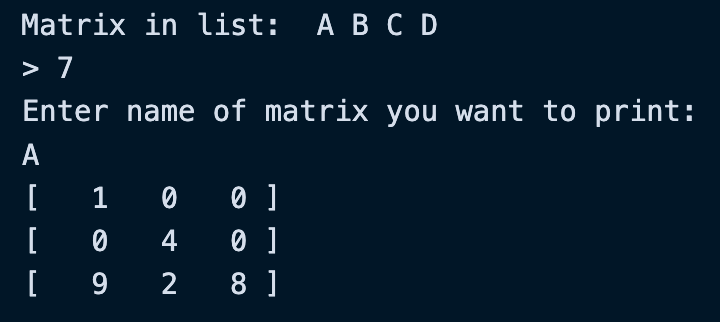 Matrix in list:  A B C D
> 7
Enter name of matrix you want to print:
A
[   1   0   0 ]
[   0   4   0 ]
[   9   2   8 ]